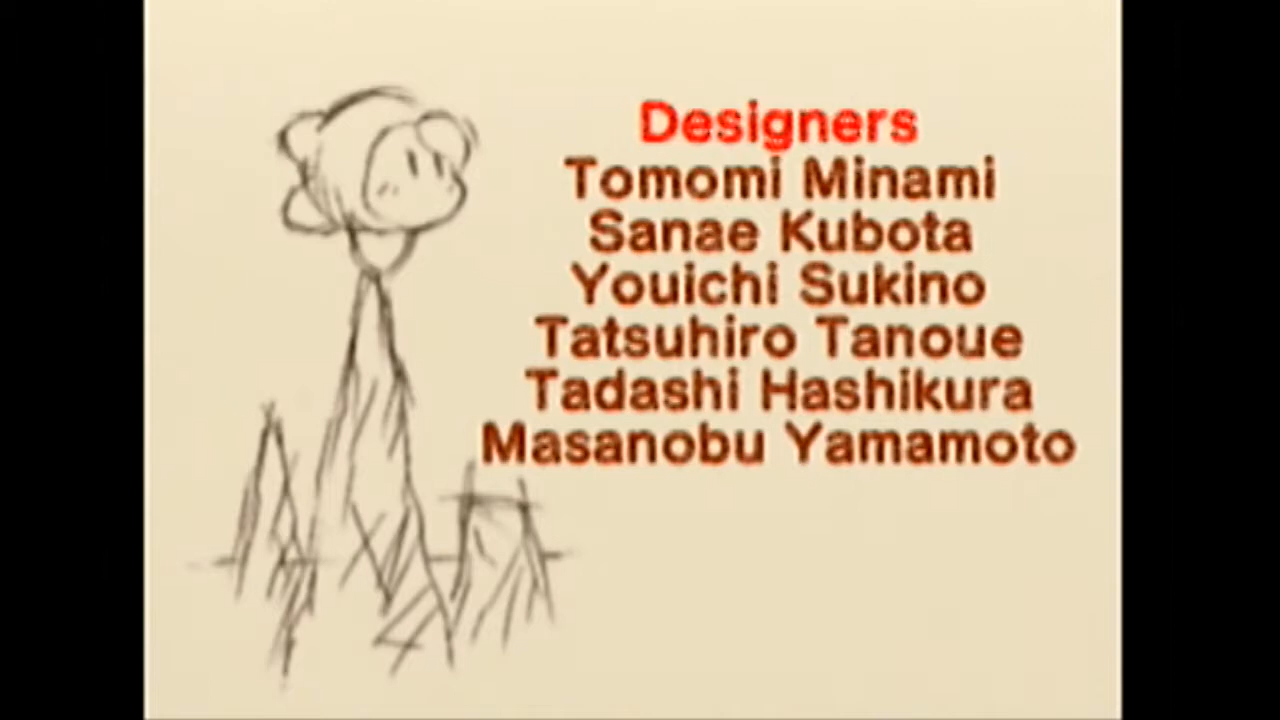 Designers
Tomomi Minami
Sanae Kubota
Youichi Sukino
Tatsuhiro Tanoue
Tadashi Hashikura
Masanobu Yamamoto